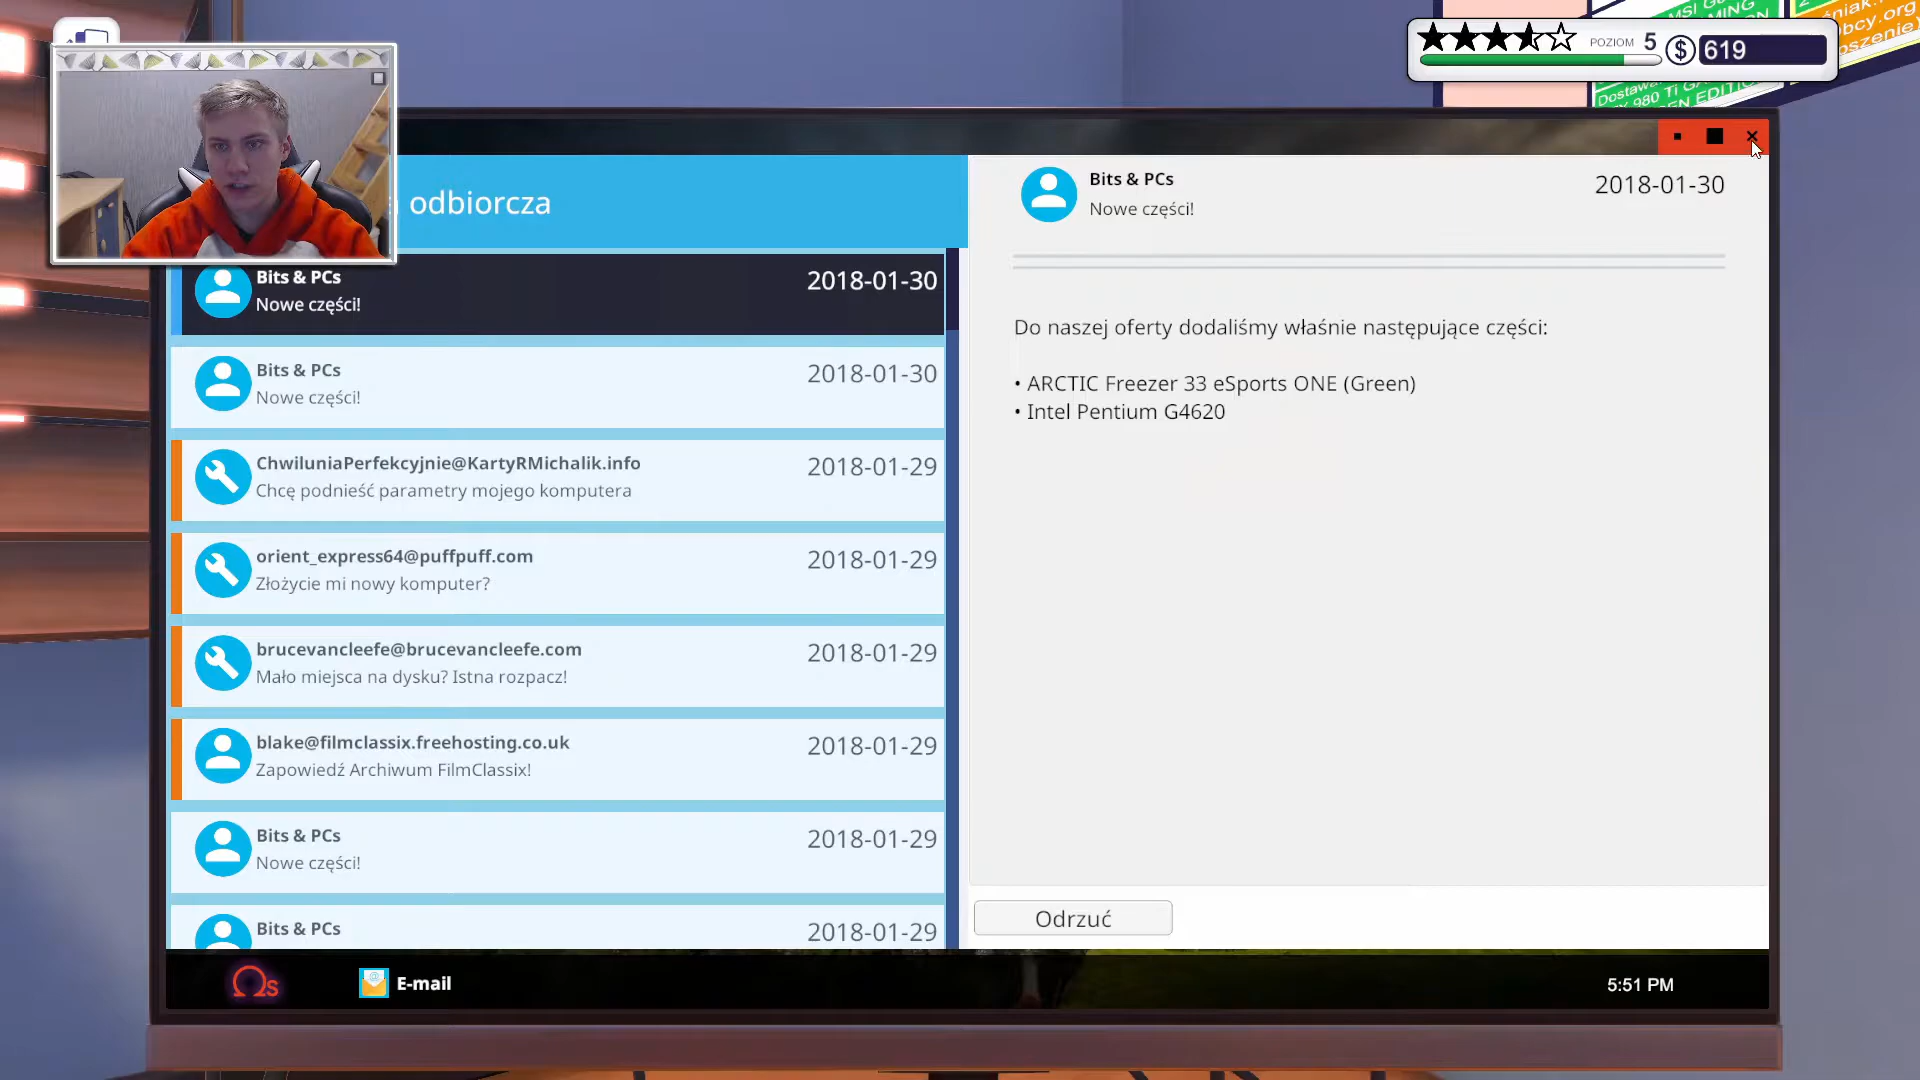 POZIOM 5
619
odbiorcza
Bits & PCs
2018-01-30
Nowe części!
Bits & PCs
2018-01-30
Nowe części!
ChwiluniaPerfekcyjnie@KartyRMichalik.info
2018-01-29
Chcę podnieść parametry mojego komputera
orient_express64@puffpuff.com
2018-01-29
Złożycie mi nowy komputer?
brucevancleefe@brucevancleefe.com
2018-01-29
Mało miejsca na dysku? Istna rozpacz!
blake@filmclassix.freehosting.co.uk
2018-01-29
Zapowiedź Archiwum FilmClassix!
Bits & PCs
2018-01-29
Nowe części!
Bits & PCs
2018-01-29
Bits & PCs
2018-01-30
Nowe części!
Do naszej oferty dodaliśmy właśnie następujące części:
• ARCTIC Freezer 33 eSports ONE (Green)
• Intel Pentium G4620
Odrzuć
Ωs
E-mail
5:51 PM